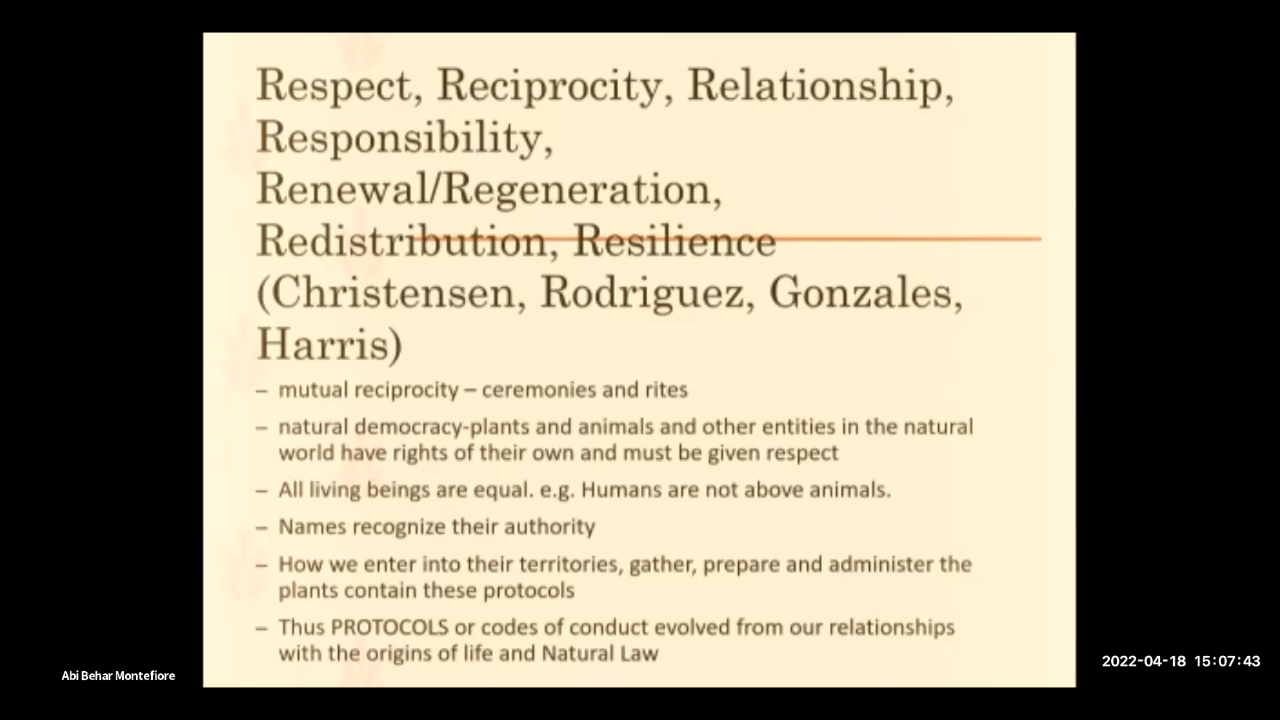 Respect, Reciprocity, Relationship,
Responsibility,
Renewal/Regeneration,
Redistribution, Resilience
(Christensen, Rodriguez, Gonzales,
Harris)
– mutual reciprocity – ceremonies and rites
– natural democracy-plants and animals and other entities in the natural
world have rights of their own and must be given respect
– All living beings are equal. e.g. Humans are not above animals.
– Names recognize their authority
– How we enter into their territories, gather, prepare and administer the
plants contain these protocols
– Thus PROTOCOLS or codes of conduct evolved from our relationships
with the origins of life and Natural Law
Abi Behar Montefiore
2022-04-18 15:07:43